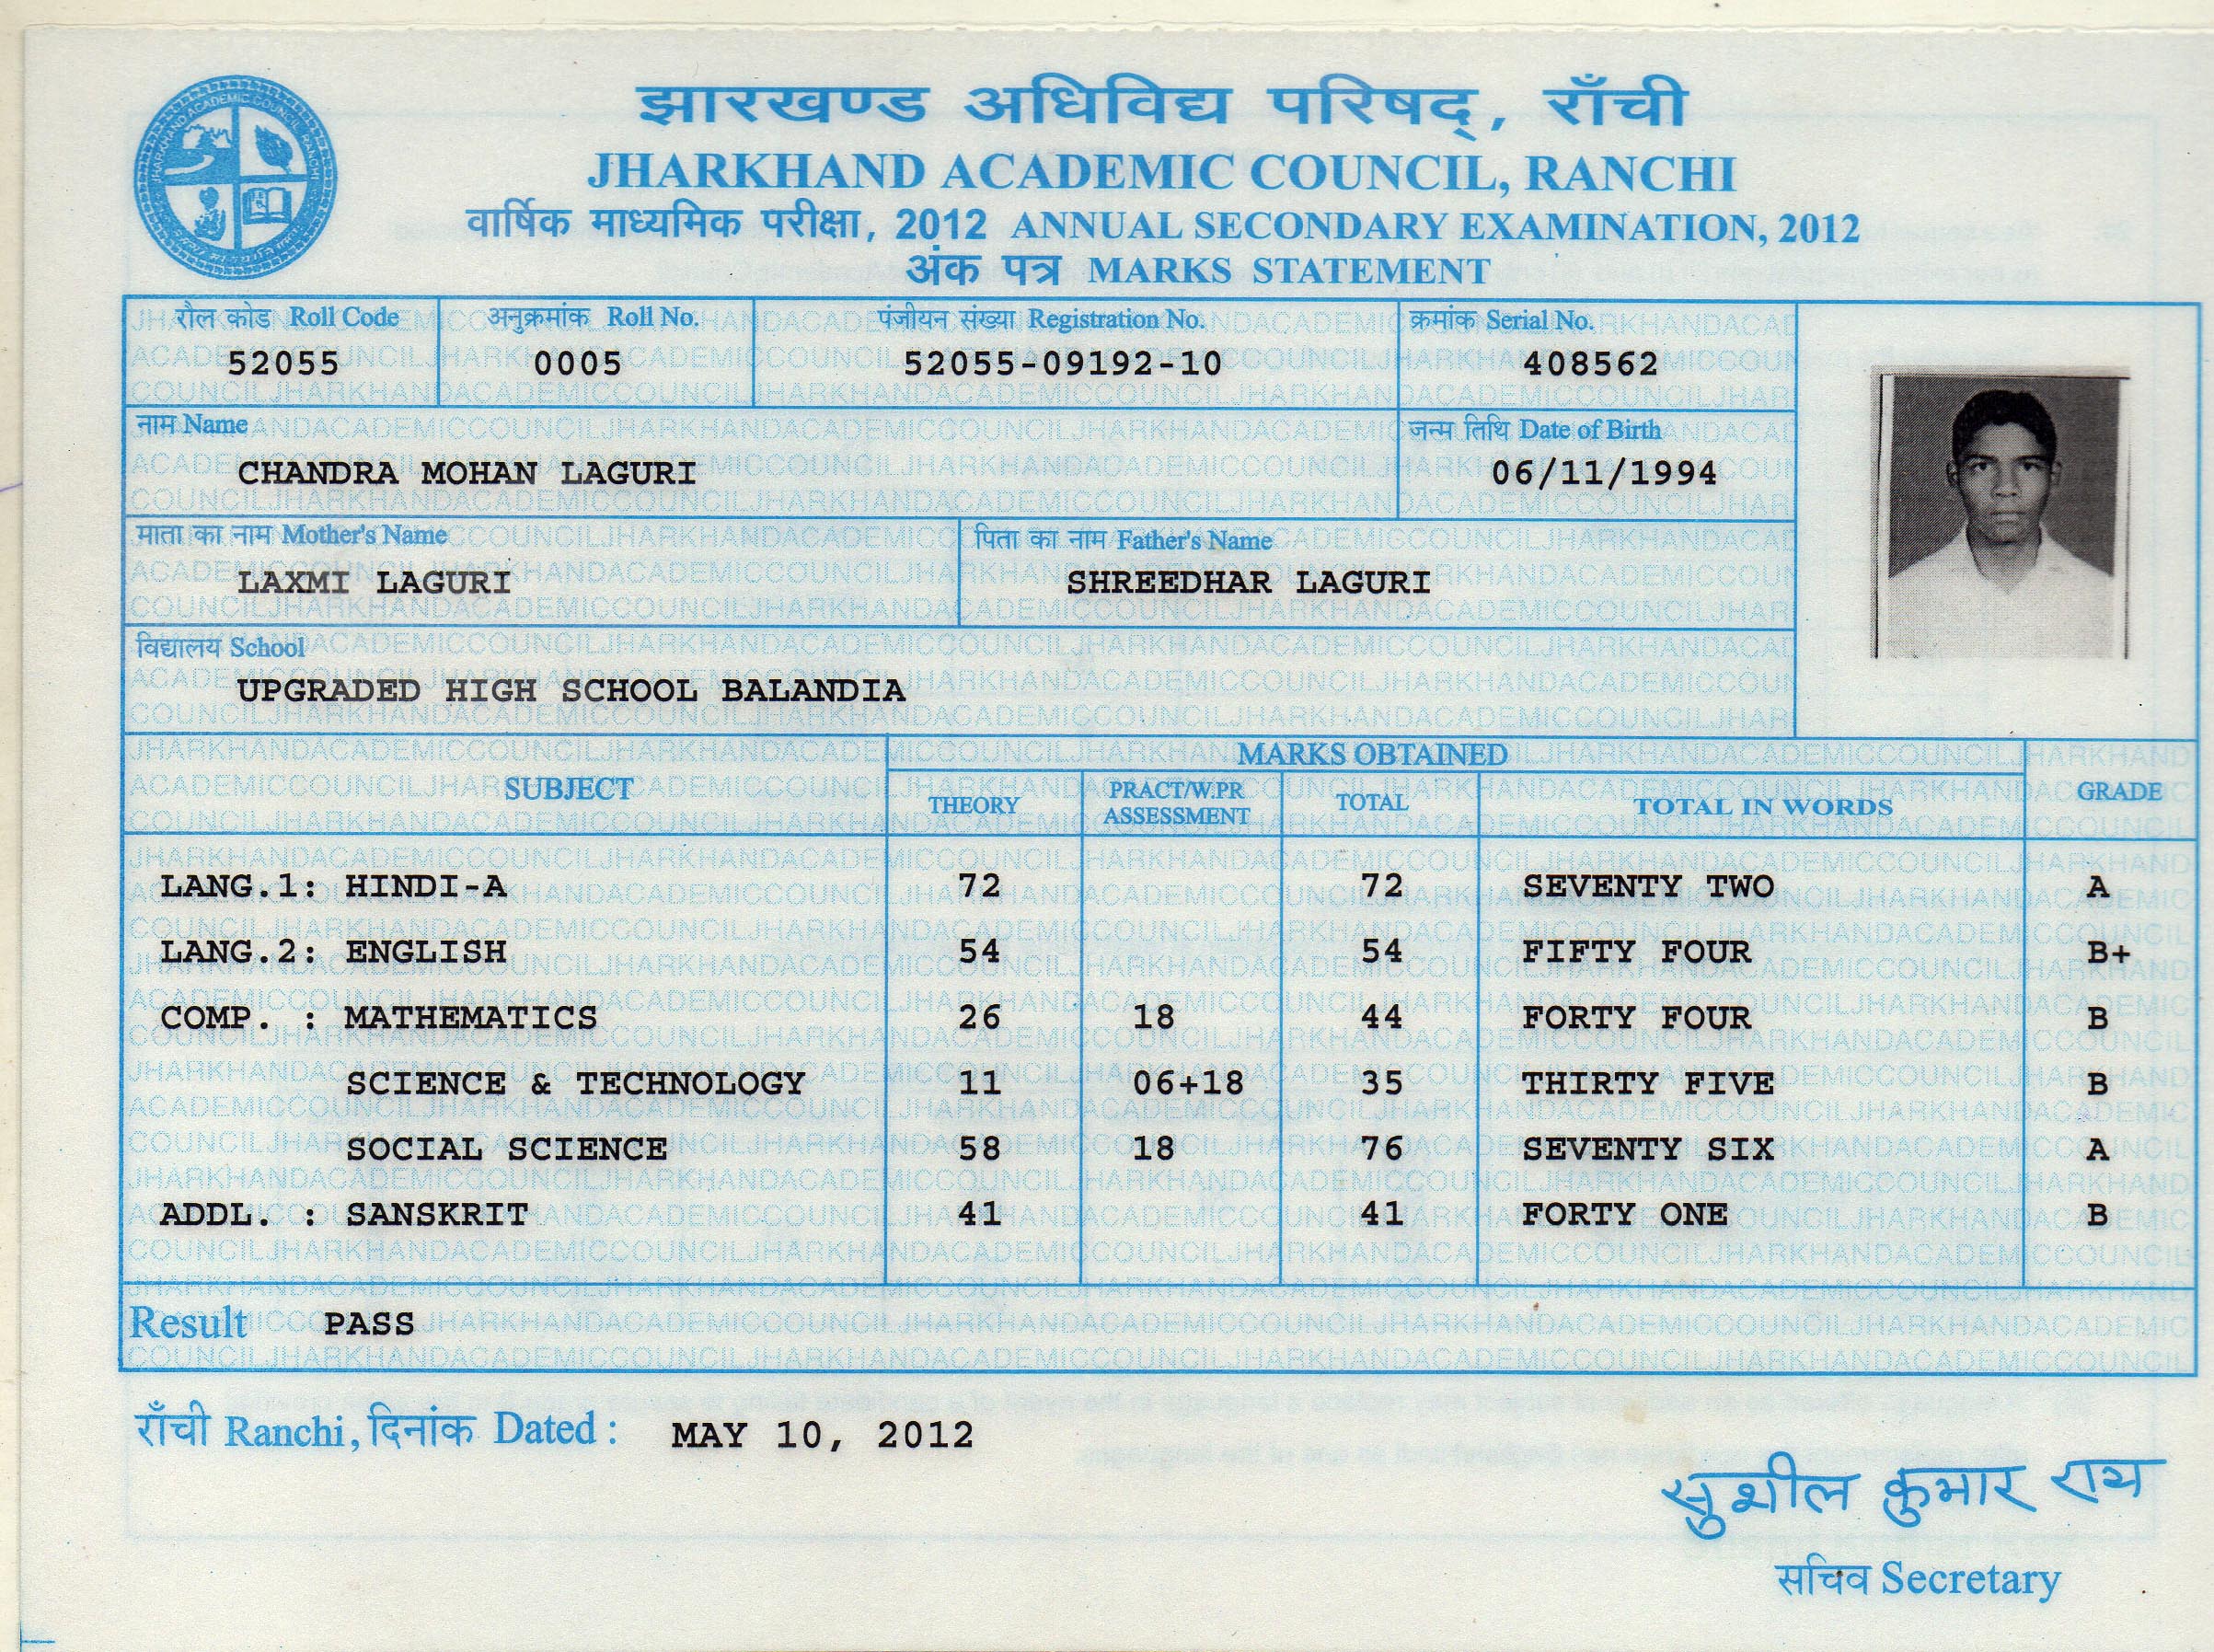 झारखण्ड अधिविद्य परिषद्, राँची
JHARKHAND ACADEMIC COUNCIL, RANCHI
वार्षिक माध्यमिक परीक्षा, 2012 ANNUAL SECONDARY EXAMINATION, 2012
अंक पत्र MARKS STATEMENT
रौल कोड Roll Code अनुक्रमांक Roll No. पंजीयन संख्या Registration No. क्रमांक Serial No.
52055 0005 52055-09192-10 408562
नाम Name जन्म तिथि Date of Birth
CHANDRA MOHAN LAGURI 06/11/1994
माता का नाम Mother's Name पिता का नाम Father's Name
LAXMI LAGURI SHREEDHAR LAGURI
विद्यालय School
UPGRADED HIGH SCHOOL BALANDIA
MARKS OBTAINED
SUBJECT THEORY PRACT/W.PR ASSESSMENT TOTAL TOTAL IN WORDS GRADE
LANG.1: HINDI-A 72 72 SEVENTY TWO A
LANG.2: ENGLISH 54 54 FIFTY FOUR B+
COMP. : MATHEMATICS 26 18 44 FORTY FOUR B
SCIENCE & TECHNOLOGY 11 06+18 35 THIRTY FIVE B
SOCIAL SCIENCE 58 18 76 SEVENTY SIX A
ADDL. : SANSKRIT 41 41 FORTY ONE B
Result PASS
राँची Ranchi, दिनांक Dated : MAY 10, 2012
सुशील कुमार राय
सचिव Secretary